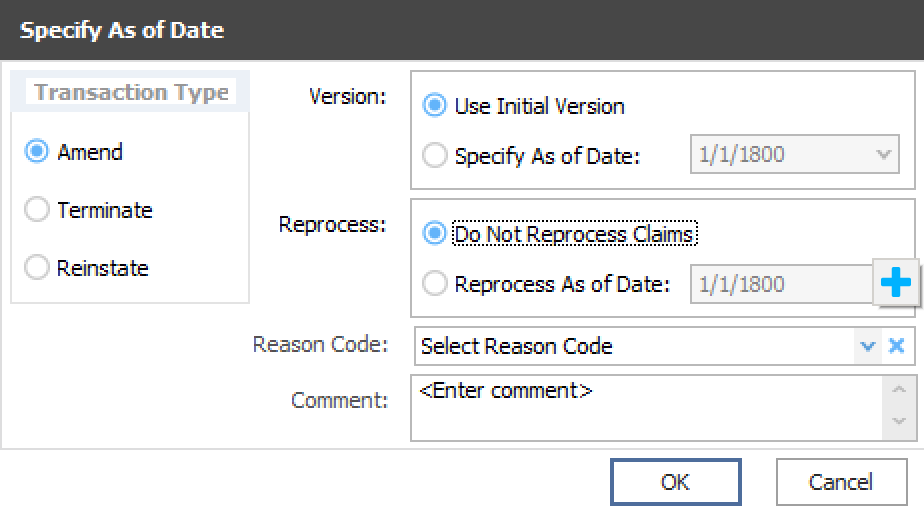 Specify As of Date
Transaction Type
Amend
Terminate
Reinstate
Version:
Use Initial Version
Specify As of Date: 1/1/1800
Reprocess:
Do Not Reprocess Claims
Reprocess As of Date: 1/1/1800
Reason Code: Select Reason Code
Comment: <Enter comment>
OK Cancel